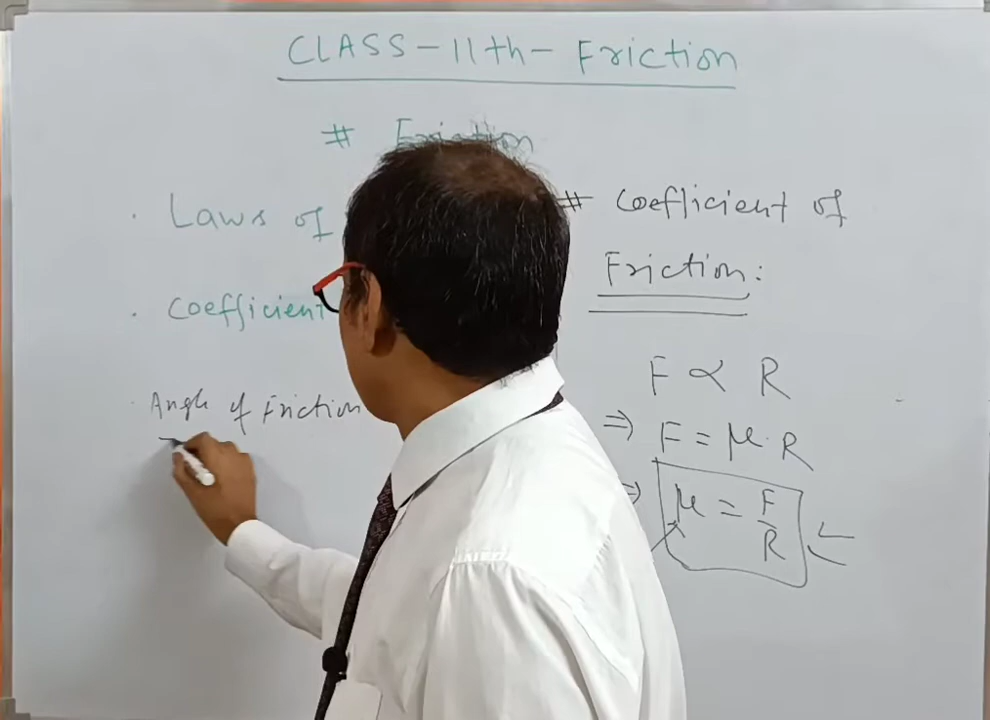 CLASS-11th-Friction
# Friction
· Laws of
· Coefficient
· Angle of Friction
# Coefficient of
Friction:
F ∝ R
⇒ F = μ·R
⇒ μ = F/R